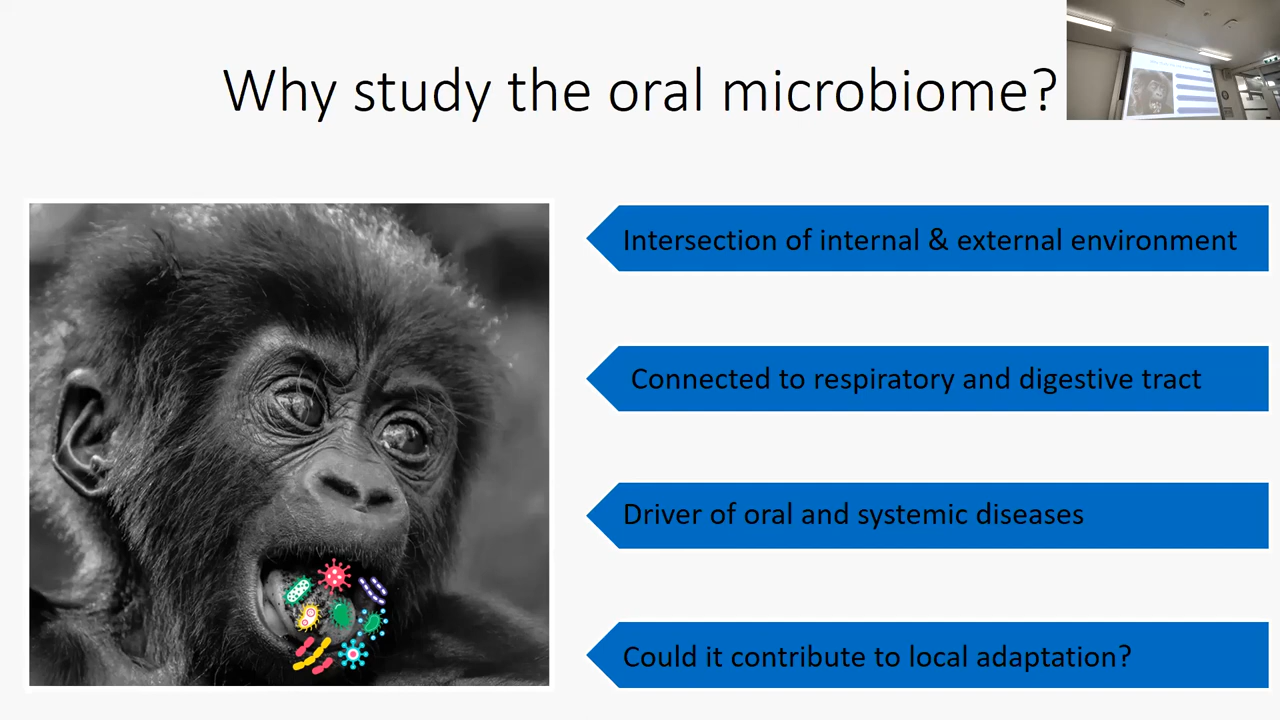 Why study the oral microbiome?
Intersection of internal & external environment
Connected to respiratory and digestive tract
Driver of oral and systemic diseases
Could it contribute to local adaptation?